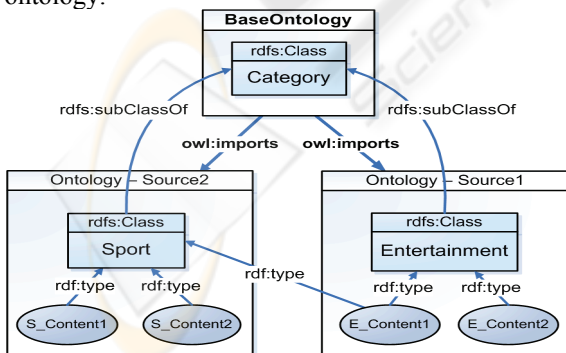 ontology.
BaseOntology
rdfs:Class
Category
rdfs:subClassOf
rdfs:subClassOf
owl:imports
owl:imports
Ontology – Source2
Ontology – Source1
rdfs:Class
Sport
rdfs:Class
Entertainment
rdf:type
rdf:type
rdf:type
rdf:type
rdf:type
S_Content1
S_Content2
E_Content1
E_Content2